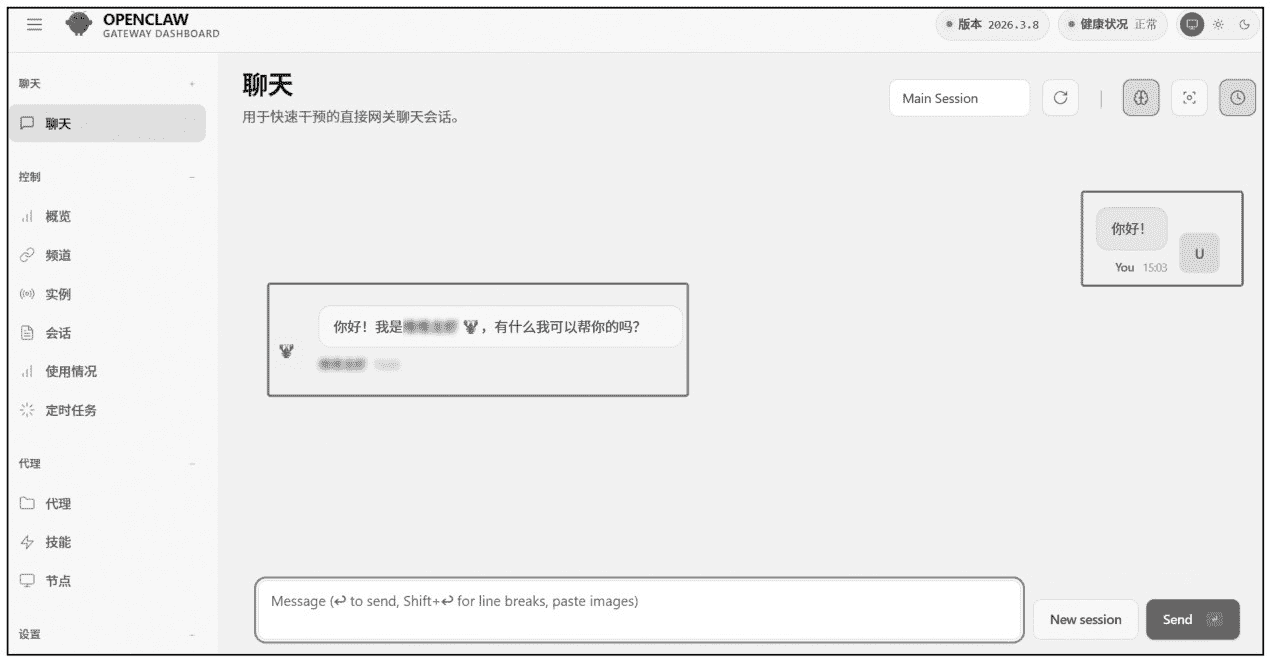 OPENCLAW
GATEWAY DASHBOARD
版本 2026.3.8
健康状况 正常
聊天
聊天
控制
概览
频道
实例
会话
使用情况
定时任务
代理
代理
技能
节点
设置
聊天
用于快速干预的直接网关聊天会话。
Main Session
你好！
U
You 15:03
你好！我是 ，有什么我可以帮你的吗？
Message (↩ to send, Shift+↩ for line breaks, paste images)
New session
Send